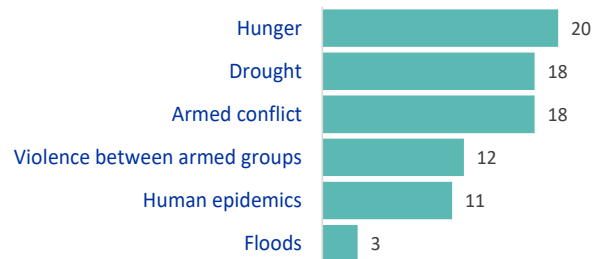 Hunger 20
Drought 18
Armed conflict 18
Violence between armed groups 12
Human epidemics 11
Floods 3